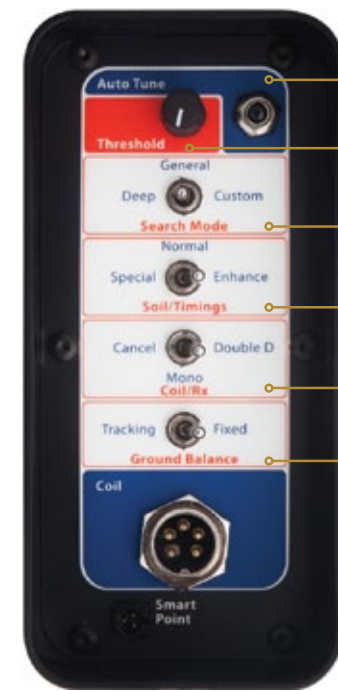 Auto Tune
Threshold
General
Deep Custom
Search Mode
Normal
Special Enhance
Soil/Timings
Cancel Double D
Mono
Coil/Rx
Tracking Fixed
Ground Balance
Coil
Smart
Point